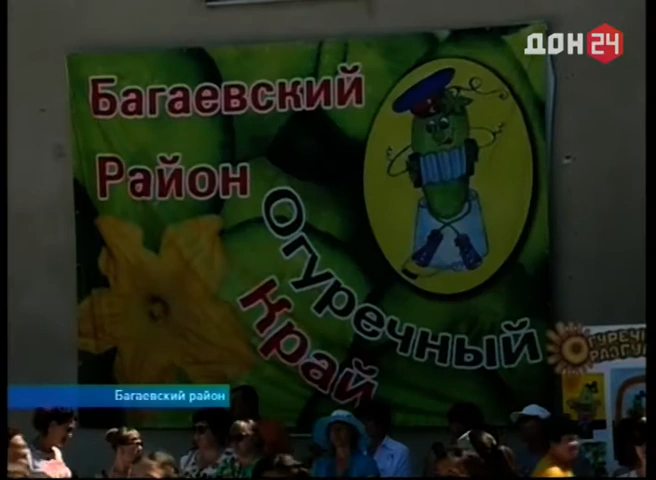 ДОН 24
Багаевский
Район
Огуречный
Край
Багаевский район